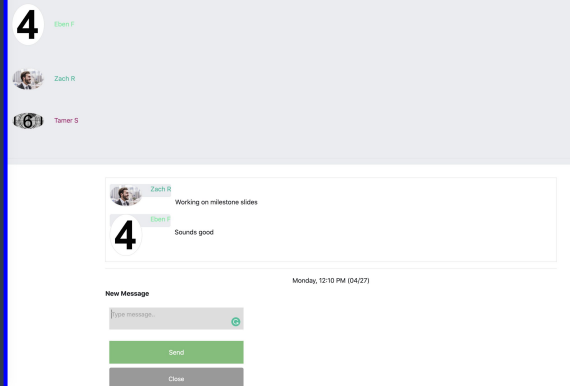 4 Eben F
Zach R
6 Tamer S
Zach R
Working on milestone slides
4 Eben F
Sounds good
Monday, 12:10 PM (04/27)
New Message
Type message..
Send
Close